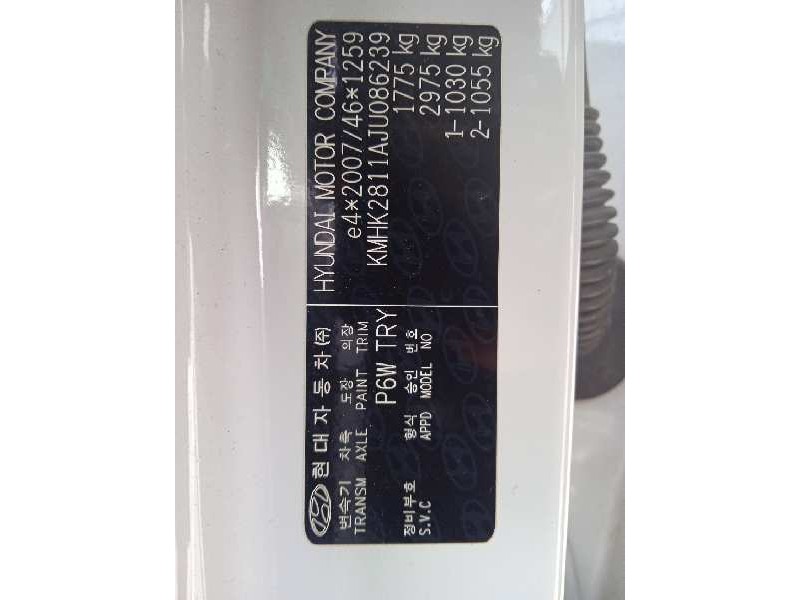 현대자동차(주)
변속기 차축 도장 의장
TRANSM AXLE PAINT TRIM
P6W TRY
정비부호 형식 승인 번호
S.V.C APPD MODEL NO
HYUNDAI MOTOR COMPANY
e4*2007/46*1259
KMHK2811AJU086239
1775 kg
2975 kg
1-1030 kg
2-1055 kg